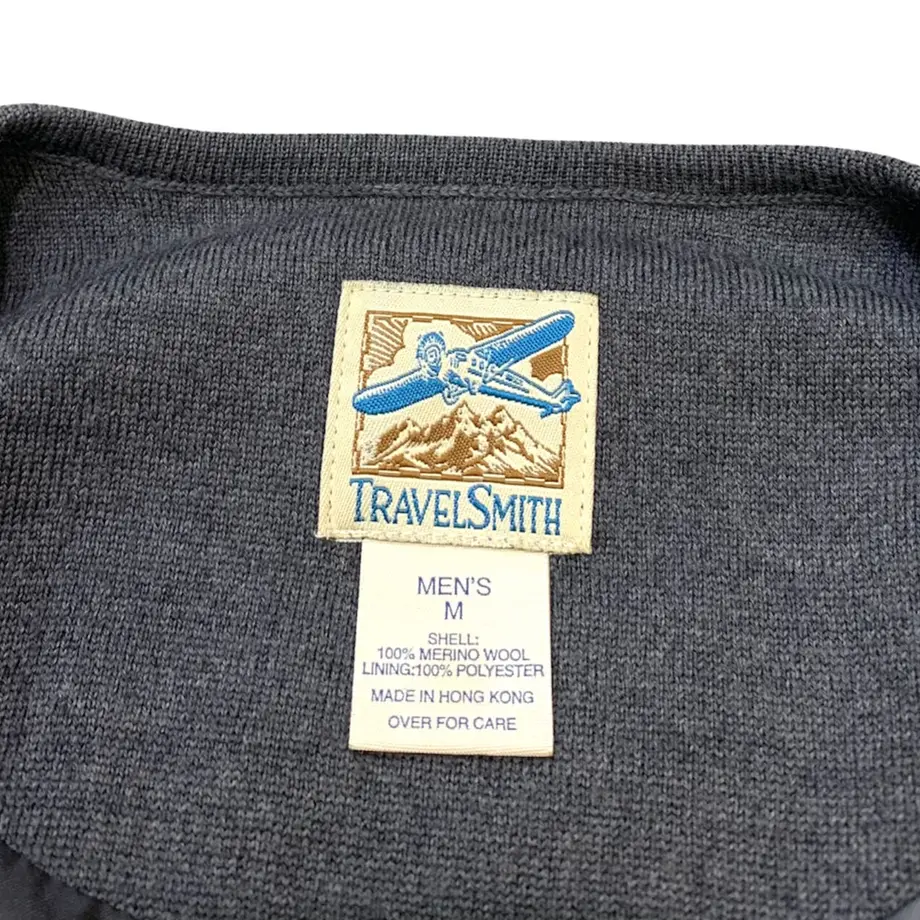 TRAVELSMITH
MEN'S
M
SHELL:
100% MERINO WOOL
LINING:100% POLYESTER
MADE IN HONG KONG
OVER FOR CARE